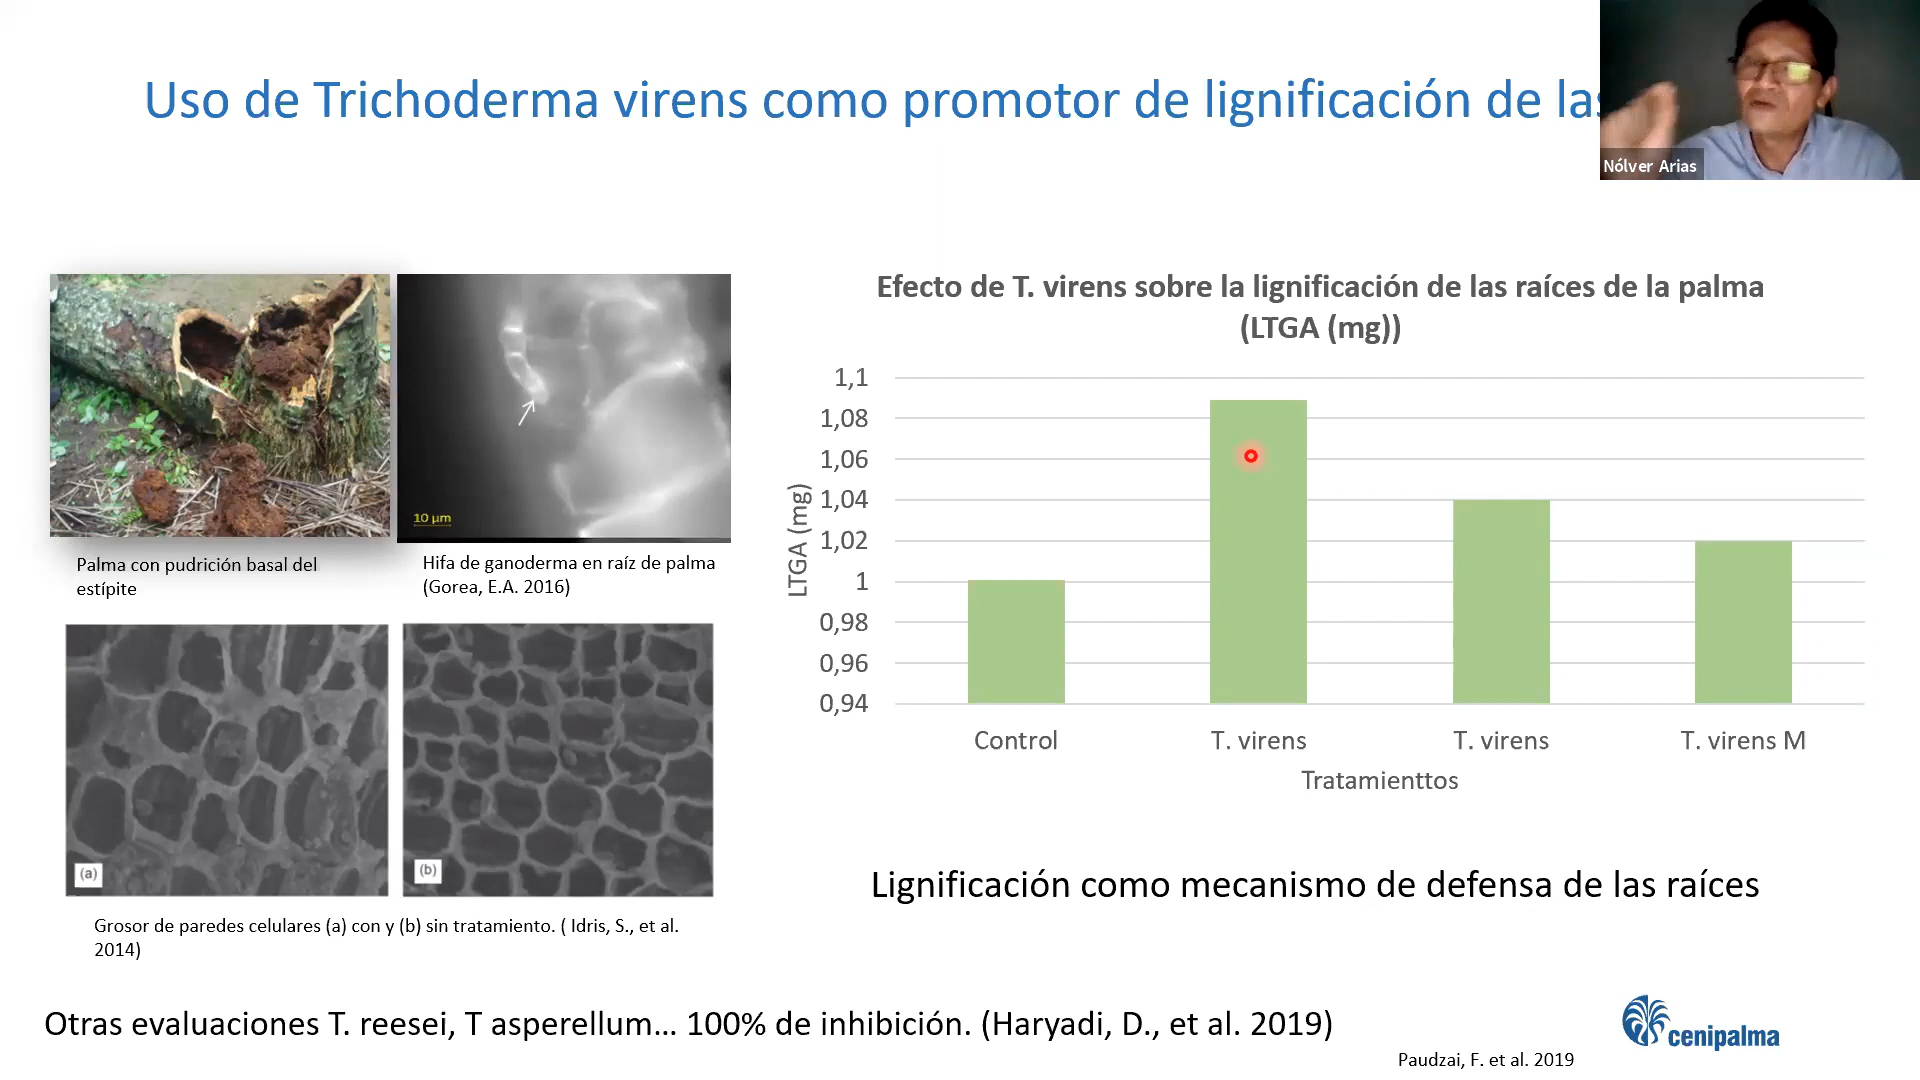 Uso de Trichoderma virens como promotor de lignificación de las
Nólver Arias
10 µm
Palma con pudrición basal del
estípite
Hifa de ganoderma en raíz de palma
(Gorea, E.A. 2016)
(a)
(b)
Grosor de paredes celulares (a) con y (b) sin tratamiento. ( Idris, S., et al.
2014)
Efecto de T. virens sobre la lignificación de las raíces de la palma
(LTGA (mg))
LTGA (mg)
1,1
1,08
1,06
1,04
1,02
1
0,98
0,96
0,94
Control
T. virens
T. virens
T. virens M
Tratamienttos
Lignificación como mecanismo de defensa de las raíces
Otras evaluaciones T. reesei, T asperellum... 100% de inhibición. (Haryadi, D., et al. 2019)
cenipalma
Paudzai, F. et al. 2019